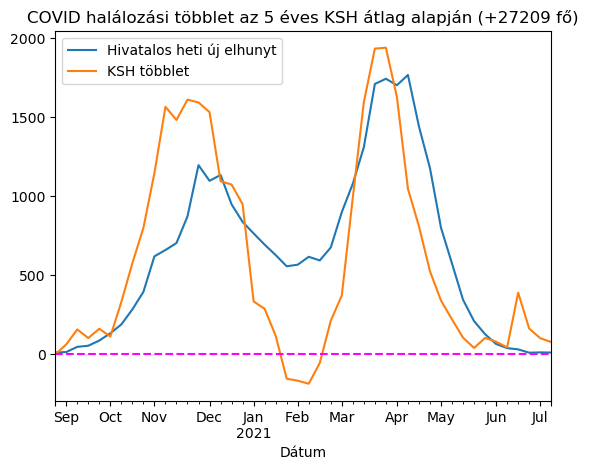 COVID halálozási többlet az 5 éves KSH átlag alapján (+27209 fő)
Hivatalos heti új elhunyt
KSH többlet
2000
1500
1000
500
0
Sep Oct Nov Dec Jan Feb Mar Apr May Jun Jul
2021
Dátum